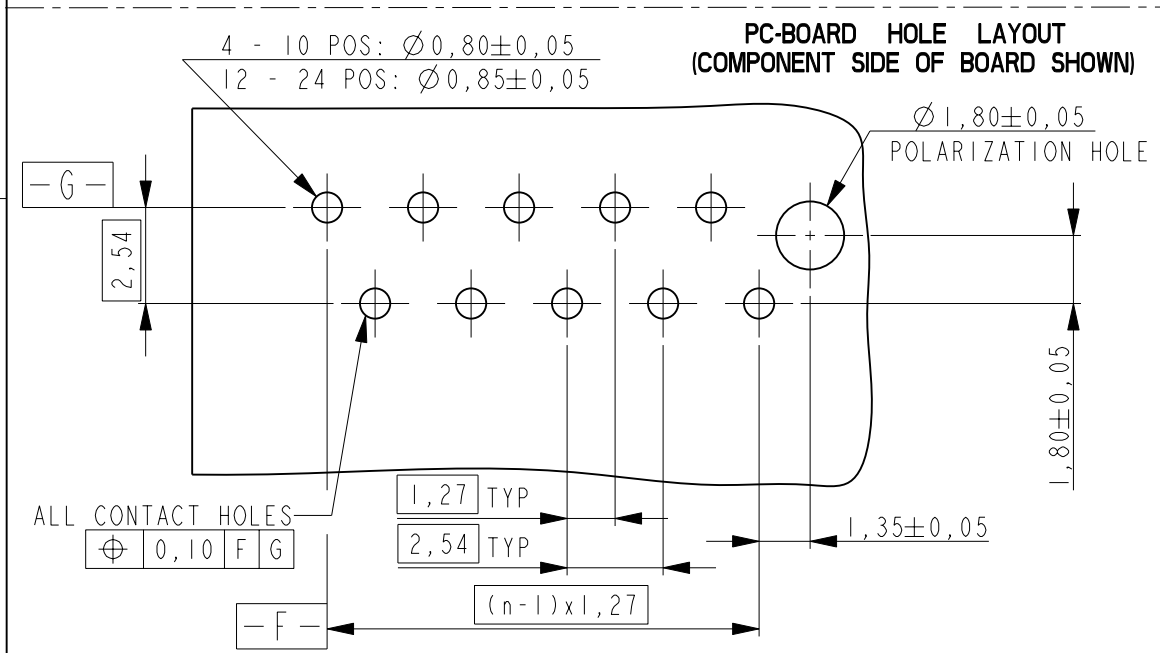 PC-BOARD HOLE LAYOUT
(COMPONENT SIDE OF BOARD SHOWN)
4 - 10 POS: Ø0,80±0,05
12 - 24 POS: Ø0,85±0,05
Ø1,80±0,05
POLARIZATION HOLE
-G-
2,54
1,80±0,05
ALL CONTACT HOLES
⌖ 0,10 F G
1,27 TYP
2,54 TYP
1,35±0,05
(n-1)x1,27
-F-